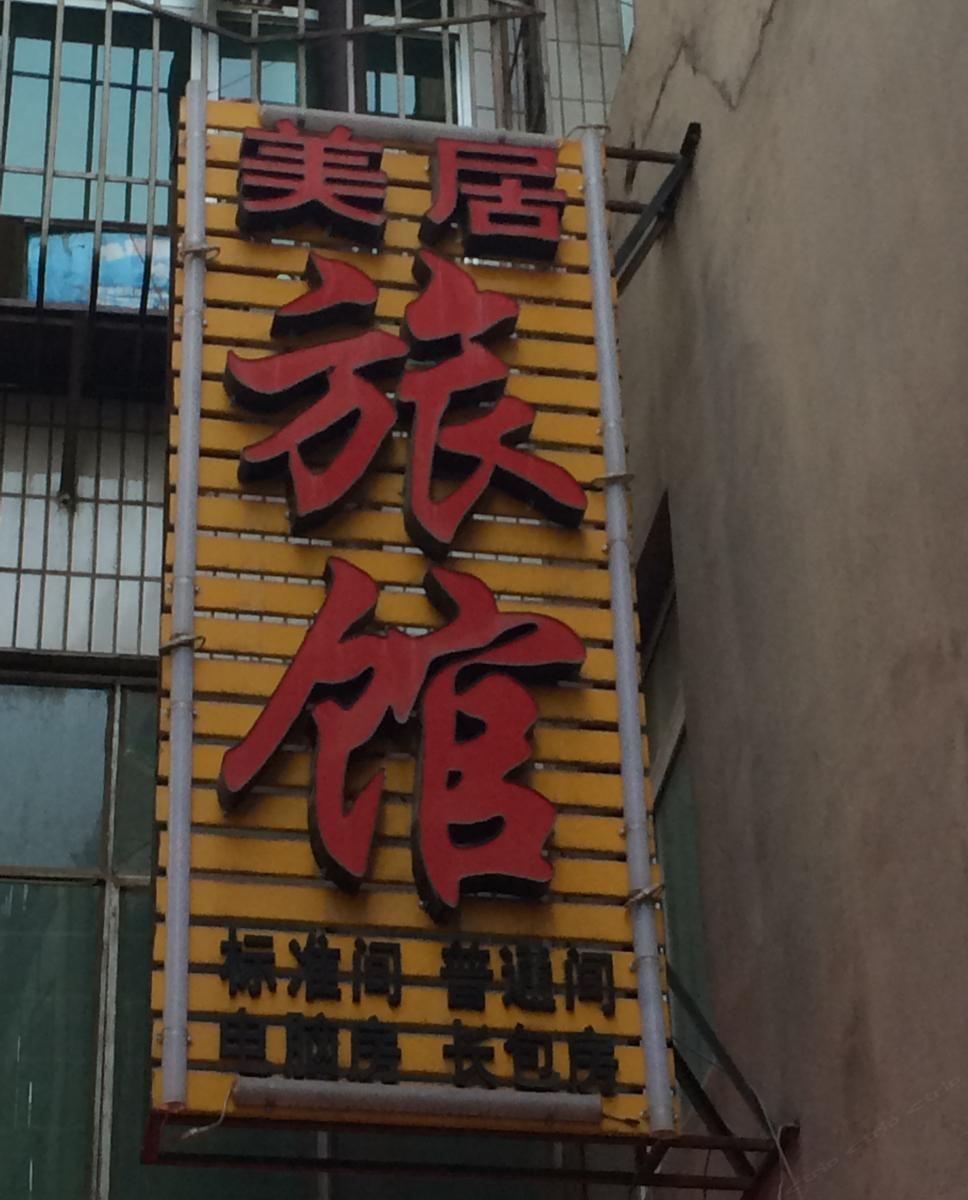 美居
旅
馆
标准间 普通间
电脑房 长包房